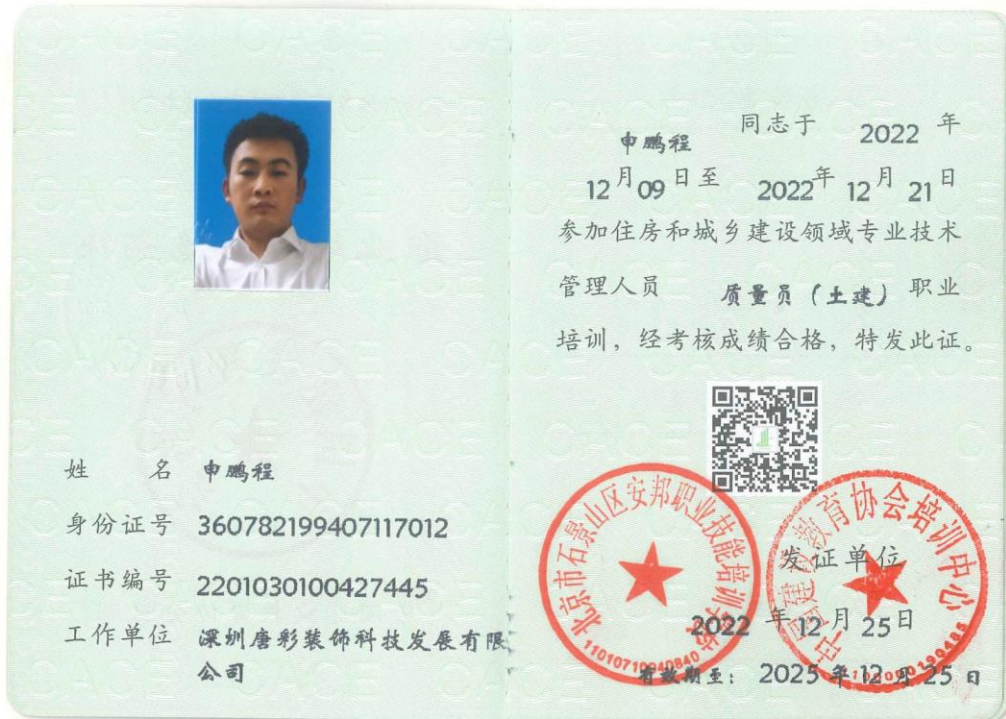 姓 名 申鹏程
身份证号 360782199407117012
证书编号 2201030100427445
工作单位 深圳唐彩装饰科技发展有限
公司
申鹏程 同志于 2022 年
12月09日至 2022年12月21日
参加住房和城乡建设领域专业技术
管理人员 质量员（土建）职业
培训，经考核成绩合格，特发此证。
北京市石景山区安邦职业技能培训学校
11010710040840
中国建设教育协会培训中心
发证单位
2022 年 12 月 25 日
有效期至： 2025 年 12 月 25 日